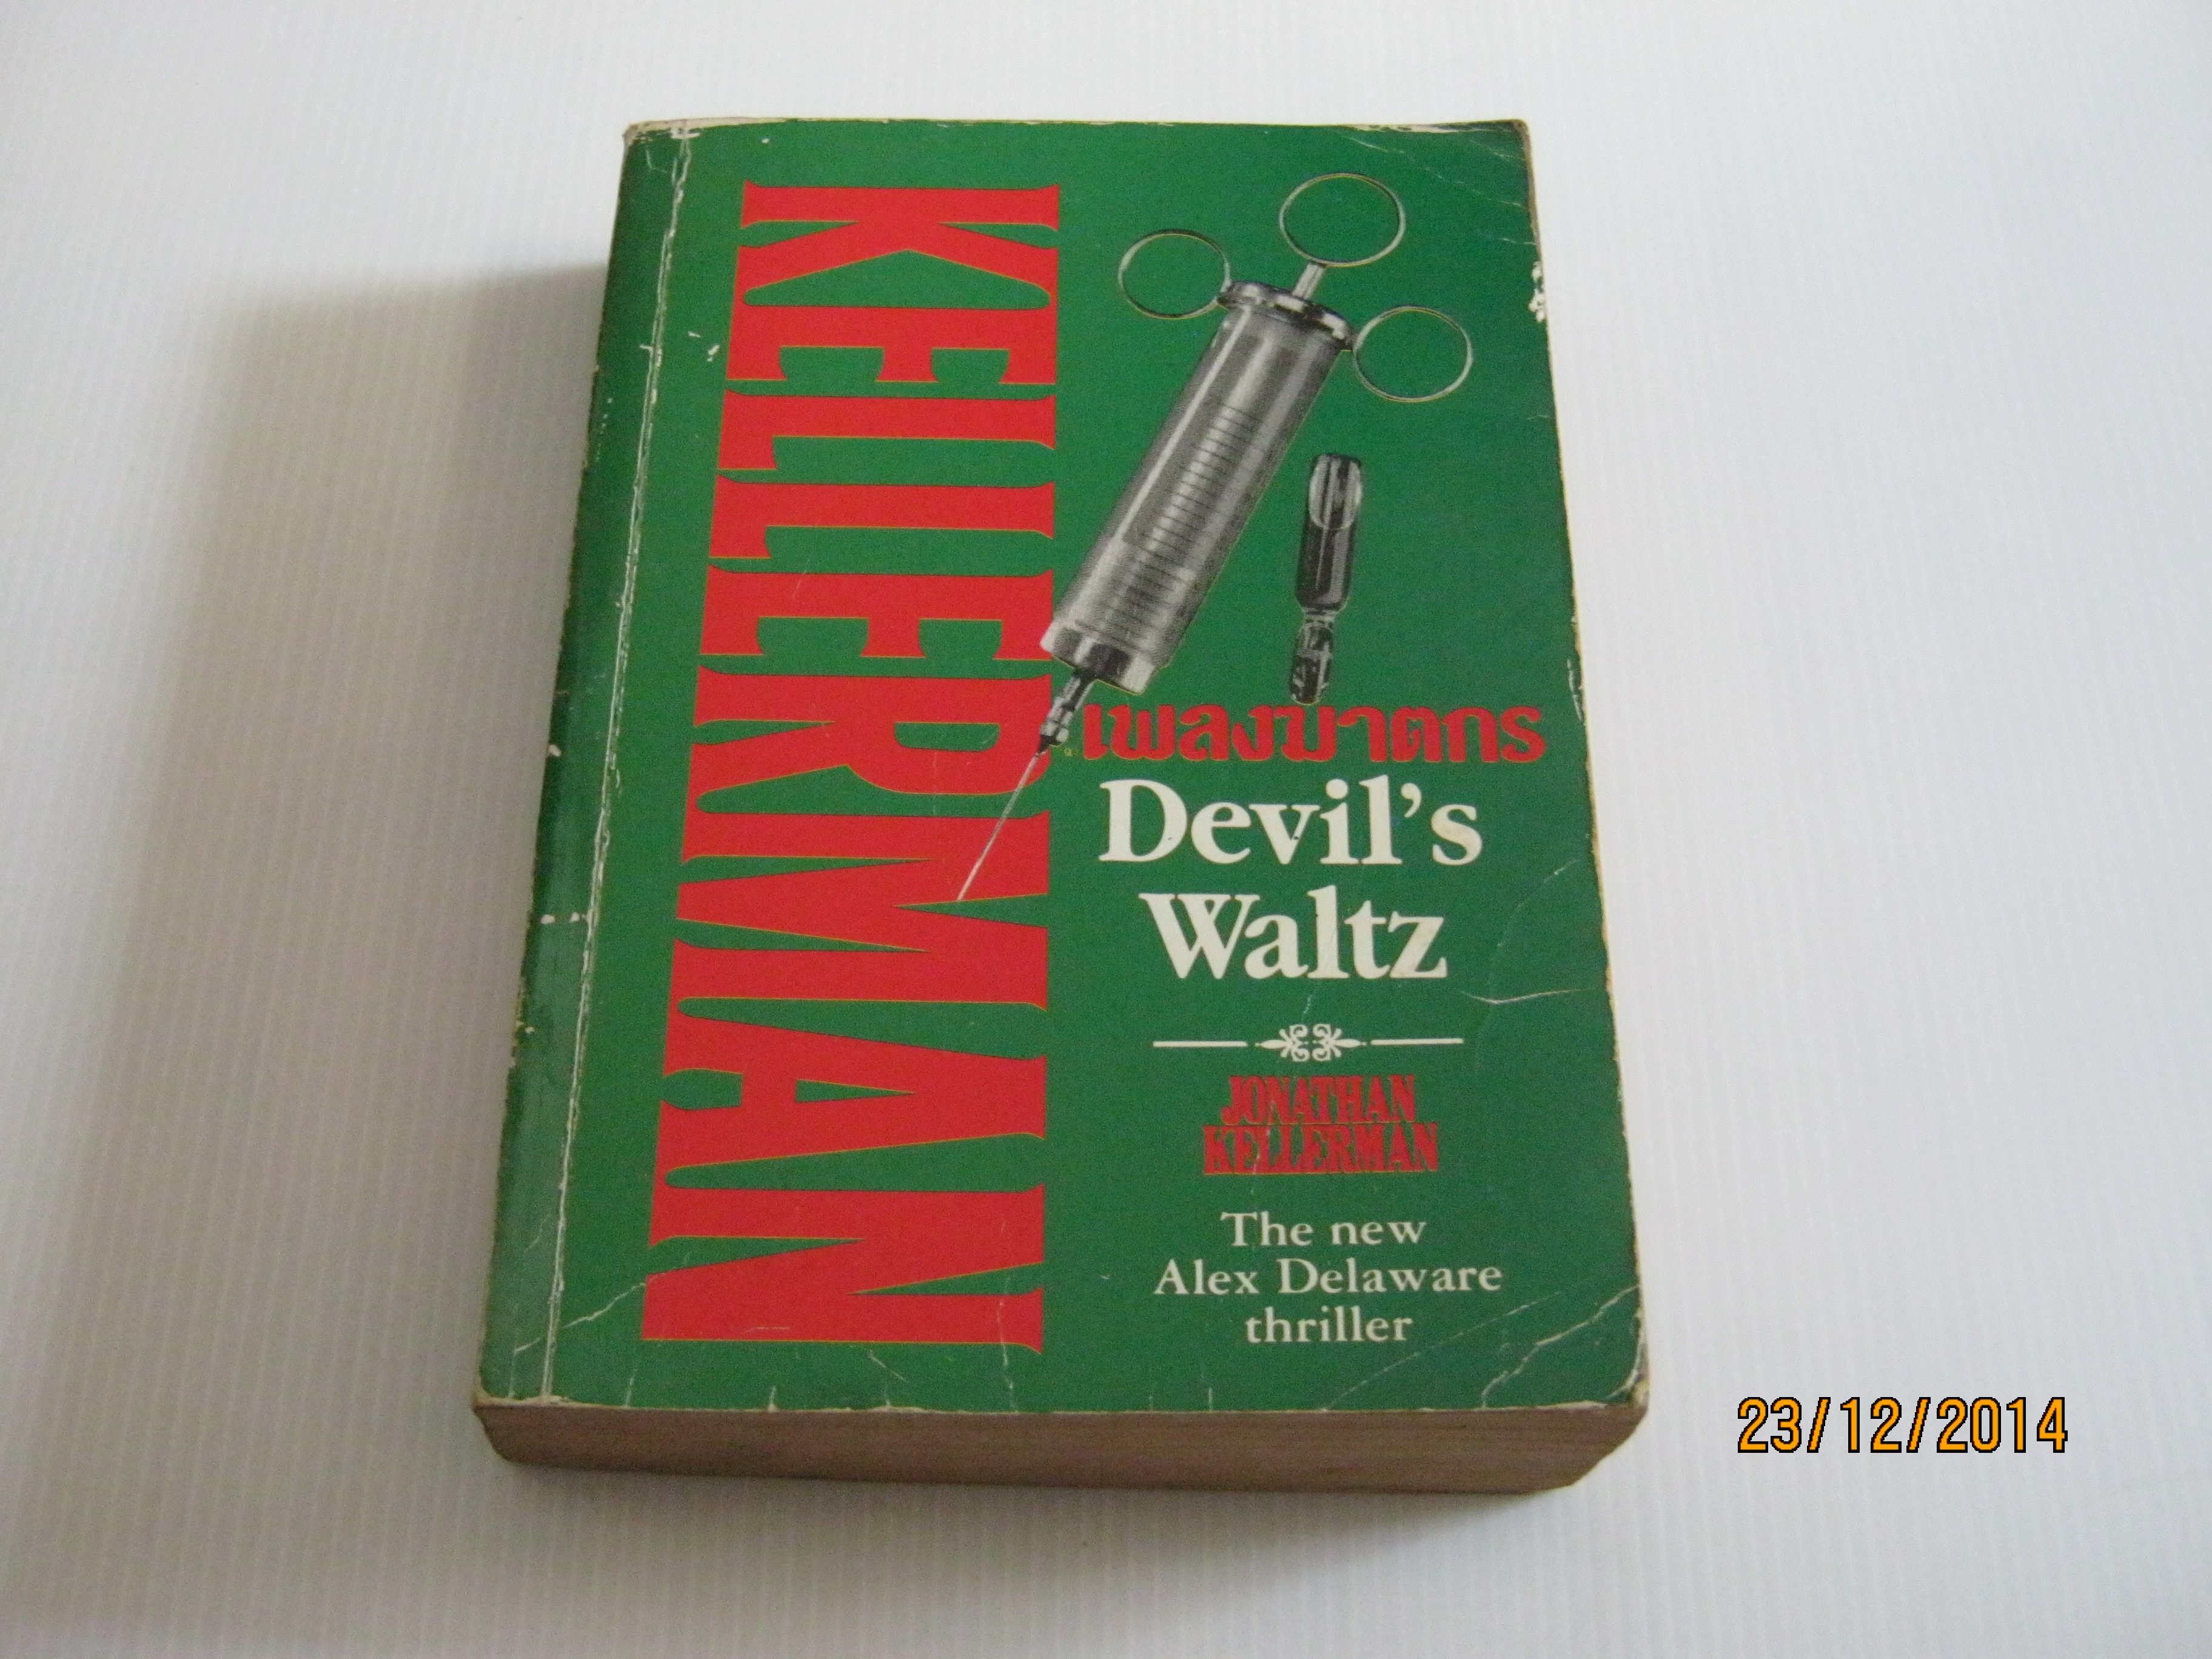 KELLERMAN
เพลงฆาตกร
Devil's
Waltz
JONATHAN
KELLERMAN
The new
Alex Delaware
thriller
23/12/2014